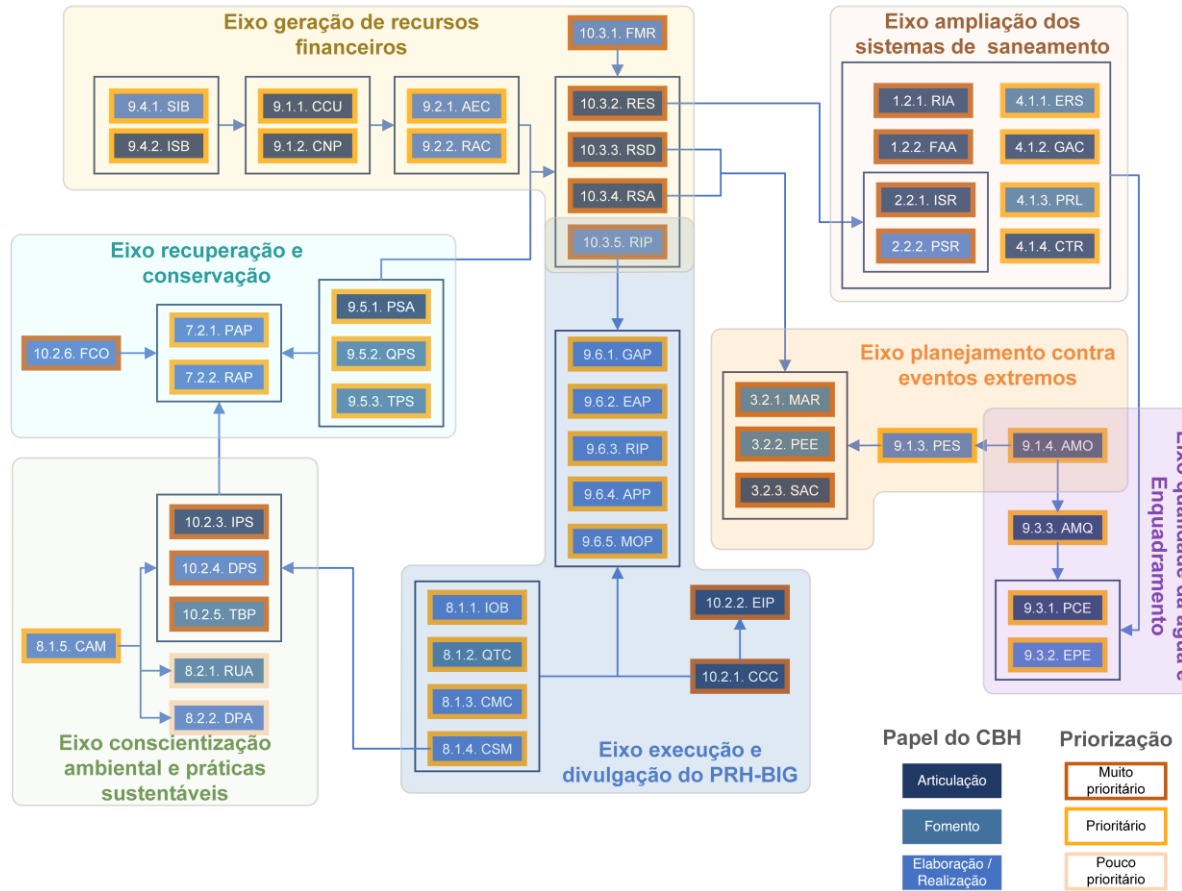 Eixo geração de recursos
financeiros
10.3.1. FMR
9.4.1. SIB
9.4.2. ISB
9.1.1. CCU
9.1.2. CNP
9.2.1. AEC
9.2.2. RAC
10.3.2. RES
10.3.3. RSD
10.3.4. RSA
10.3.5. RIP
Eixo ampliação dos
sistemas de saneamento
1.2.1. RIA
1.2.2. FAA
2.2.1. ISR
2.2.2. PSR
4.1.1. ERS
4.1.2. GAC
4.1.3. PRL
4.1.4. CTR
Eixo recuperação e
conservação
10.2.6. FCO
7.2.1. PAP
7.2.2. RAP
9.5.1. PSA
9.5.2. QPS
9.5.3. TPS
9.6.1. GAP
9.6.2. EAP
9.6.3. RIP
9.6.4. APP
9.6.5. MOP
Eixo planejamento contra
eventos extremos
3.2.1. MAR
3.2.2. PEE
3.2.3. SAC
9.1.3. PES
9.1.4. AMO
Eixo qualidade da água e
Enquadramento
9.3.3. AMQ
9.3.1. PCE
9.3.2. EPE
10.2.3. IPS
10.2.4. DPS
10.2.5. TBP
8.1.5. CAM
8.2.1. RUA
8.2.2. DPA
Eixo conscientização
ambiental e práticas
sustentáveis
8.1.1. IOB
8.1.2. QTC
8.1.3. CMC
8.1.4. CSM
10.2.2. EIP
10.2.1. CCC
Eixo execução e
divulgação do PRH-BIG
Papel do CBH
Articulação
Fomento
Elaboração /
Realização
Priorização
Muito
prioritário
Prioritário
Pouco
prioritário